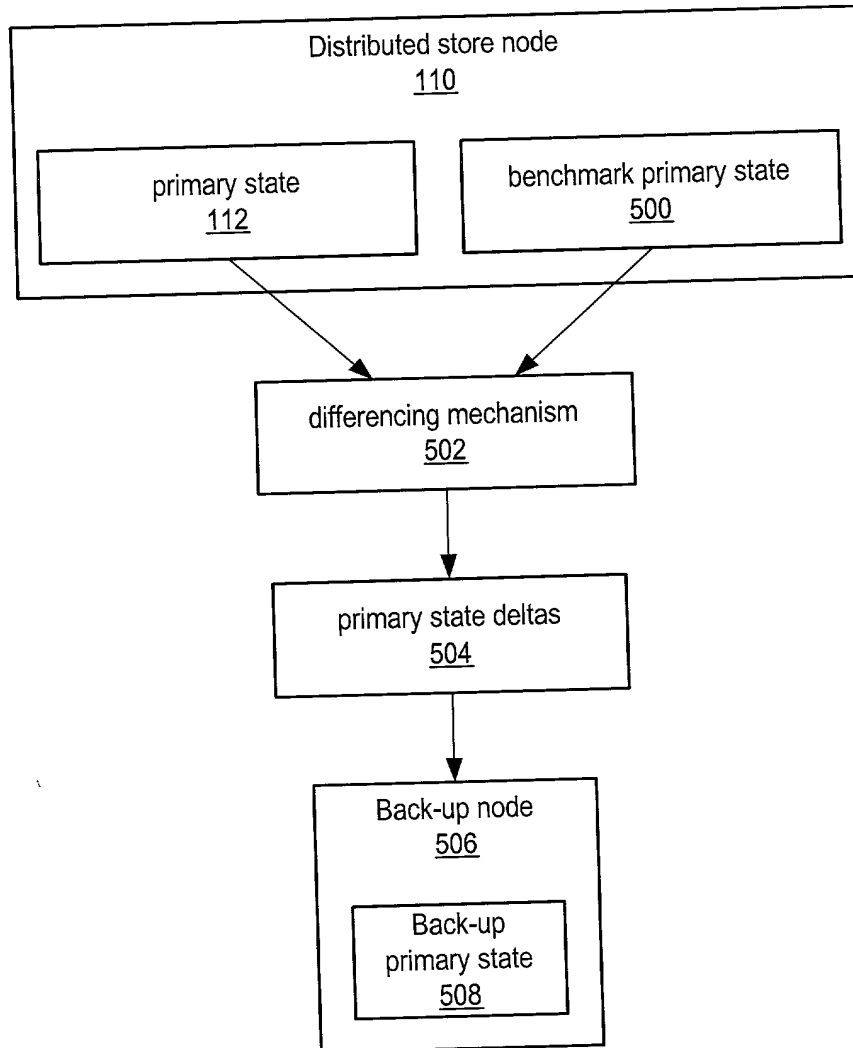 Distributed store node
110
primary state
112
benchmark primary state
500
differencing mechanism
502
primary state deltas
504
Back-up node
506
Back-up
primary state
508